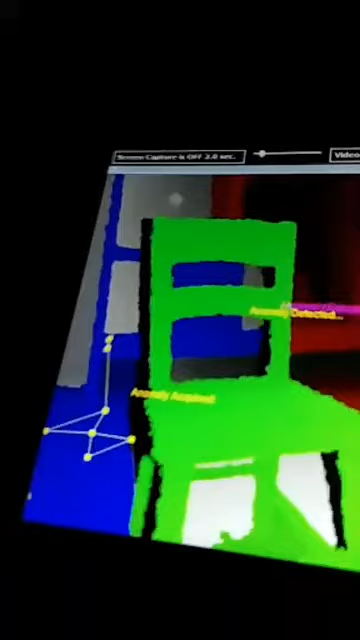 Screen Capture is OFF 2.0 sec.
Video
Anomaly Detected...
Anomaly Acquired